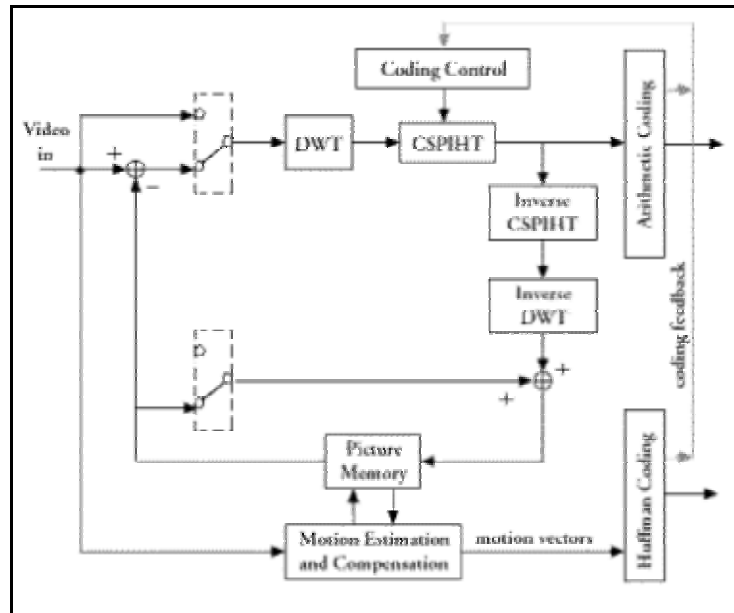 Coding Control
Video
in
+
−
DWT
CSPIHT
Arithmetic Coding
Inverse
CSPIHT
Inverse
DWT
+
+
coding feedback
Picture
Memory
Motion Estimation
and Compensation
motion vectors
Huffman Coding